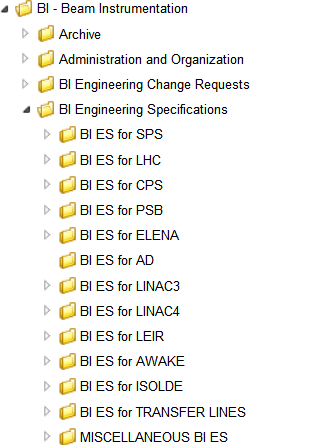 BI - Beam Instrumentation
Archive
Administration and Organization
BI Engineering Change Requests
BI Engineering Specifications
BI ES for SPS
BI ES for LHC
BI ES for CPS
BI ES for PSB
BI ES for ELENA
BI ES for AD
BI ES for LINAC3
BI ES for LINAC4
BI ES for LEIR
BI ES for AWAKE
BI ES for ISOLDE
BI ES for TRANSFER LINES
MISCELLANEOUS BI ES